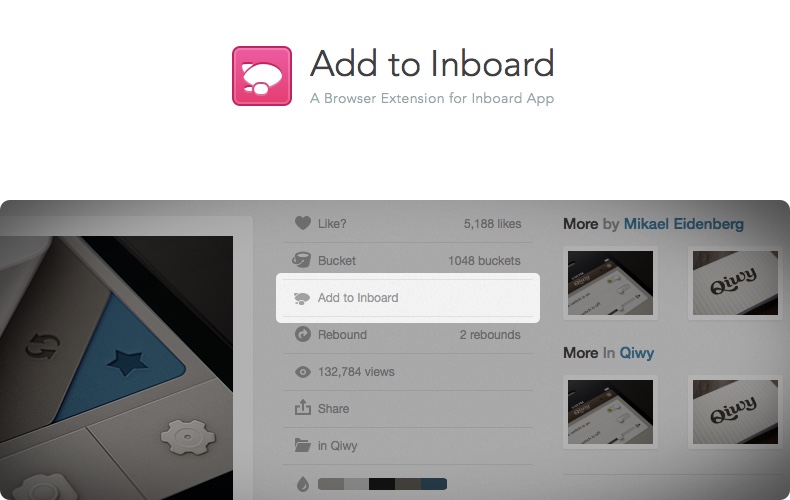 Add to Inboard
A Browser Extension for Inboard App
Like? 5,188 likes
Bucket 1048 buckets
Add to Inboard
Rebound 2 rebounds
132,784 views
Share
in Qiwy
More by Mikael Eidenberg
Qiwy
More In Qiwy
Qiwy